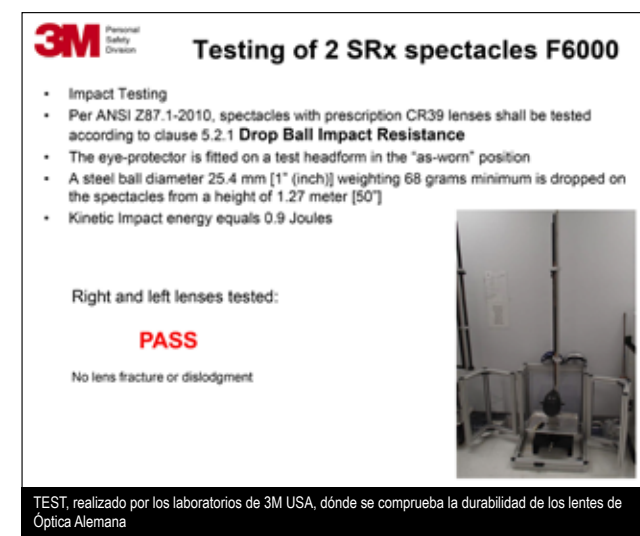 3M Personal
Safety
Division
Testing of 2 SRx spectacles F6000
• Impact Testing
• Per ANSI Z87.1-2010, spectacles with prescription CR39 lenses shall be tested
according to clause 5.2.1 Drop Ball Impact Resistance
• The eye-protector is fitted on a test headform in the "as-worn" position
• A steel ball diameter 25.4 mm [1" (inch)] weighting 68 grams minimum is dropped on
the spectacles from a height of 1.27 meter [50"]
• Kinetic Impact energy equals 0.9 Joules
Right and left lenses tested:
PASS
No lens fracture or dislodgment
TEST, realizado por los laboratorios de 3M USA, dónde se comprueba la durabilidad de los lentes de
Óptica Alemana